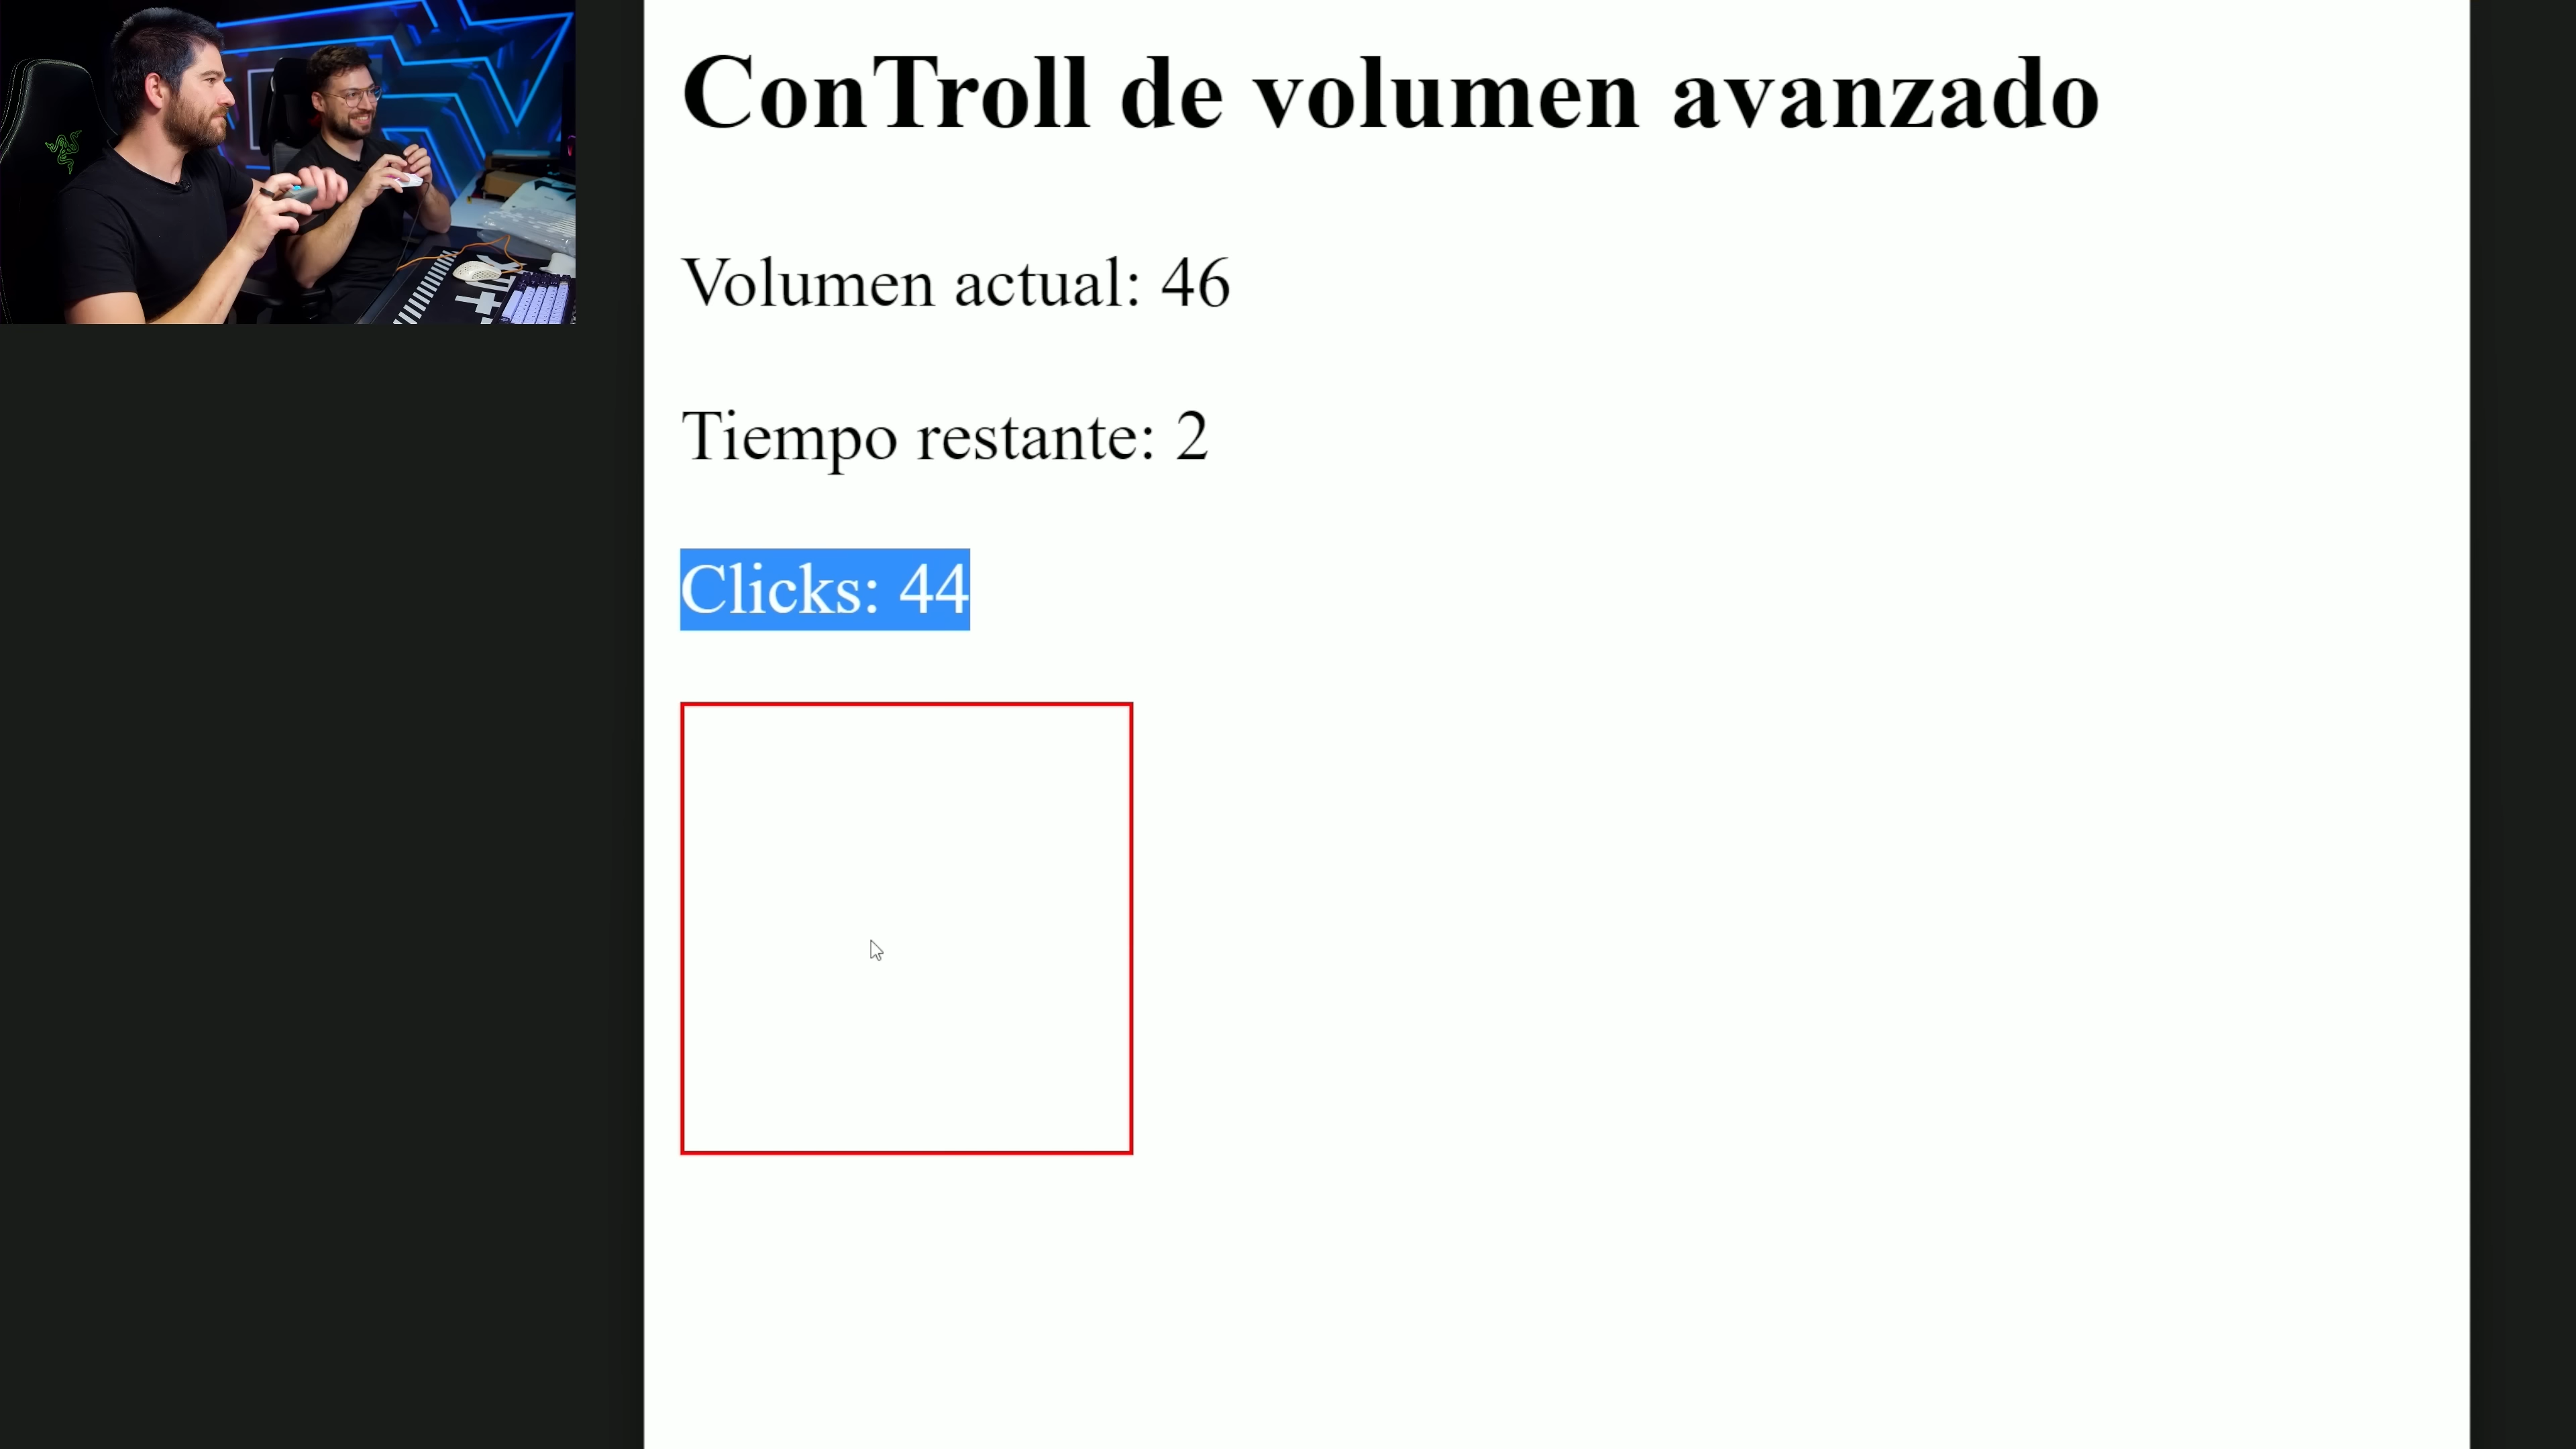 ConTroll de volumen avanzado
Volumen actual: 46
Tiempo restante: 2
Clicks: 44